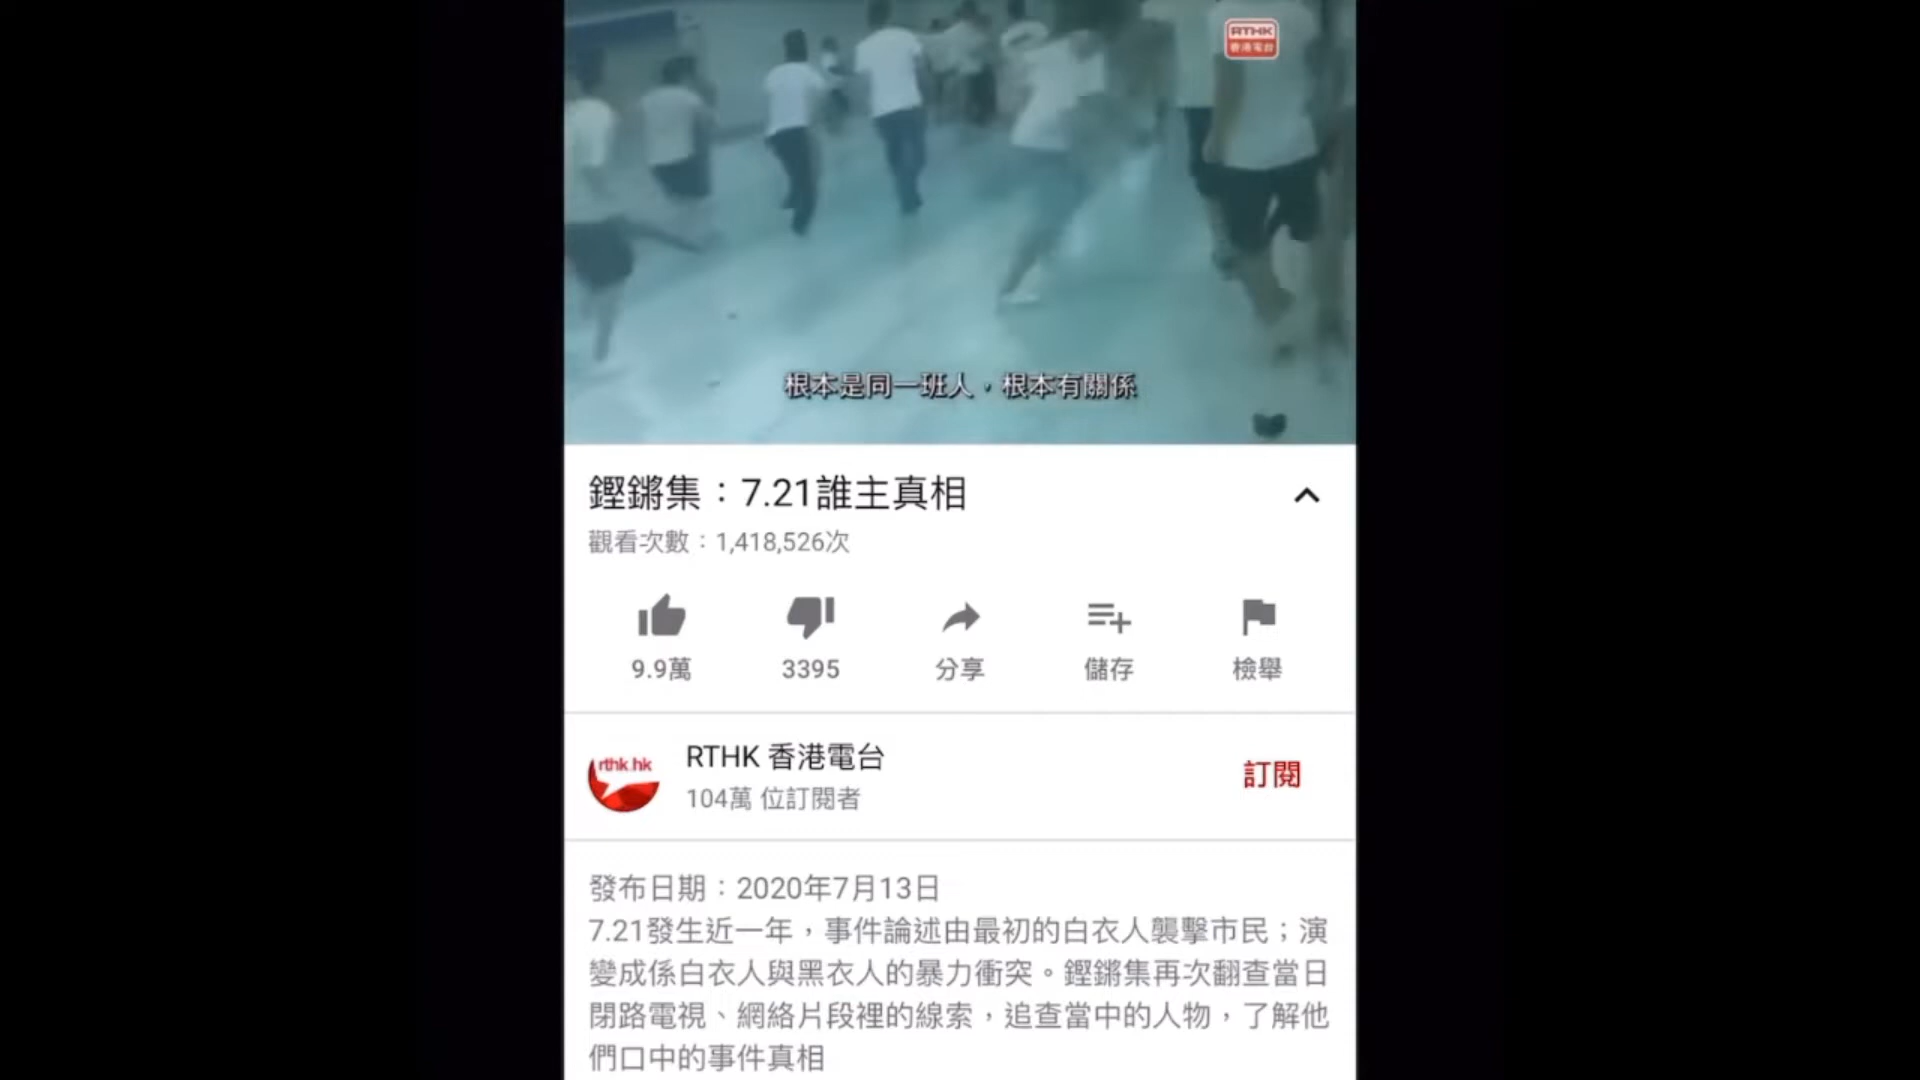 RTHK
香港電台
根本是同一班人，根本有關係
鏗鏘集：7.21誰主真相
觀看次數：1,418,526次
9.9萬 3395 分享 儲存 檢舉
rthk.hk
RTHK 香港電台
104萬 位訂閱者
訂閱
發布日期：2020年7月13日
7.21發生近一年，事件論述由最初的白衣人襲擊市民；演
變成係白衣人與黑衣人的暴力衝突。鏗鏘集再次翻查當日
閉路電視、網絡片段裡的線索，追查當中的人物，了解他
們口中的事件真相